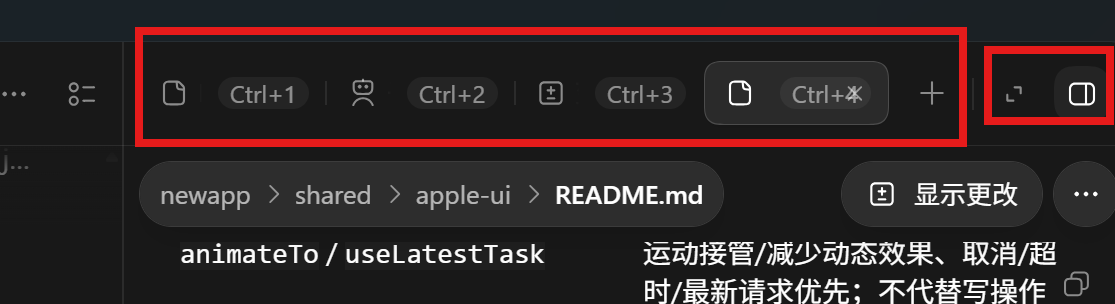 Ctrl+1 Ctrl+2 Ctrl+3 Ctrl+4
j...
newapp > shared > apple-ui > README.md 显示更改 ...
animateTo / useLatestTask 运动接管/减少动态效果、取消/超
时/最新请求优先；不代替写操作